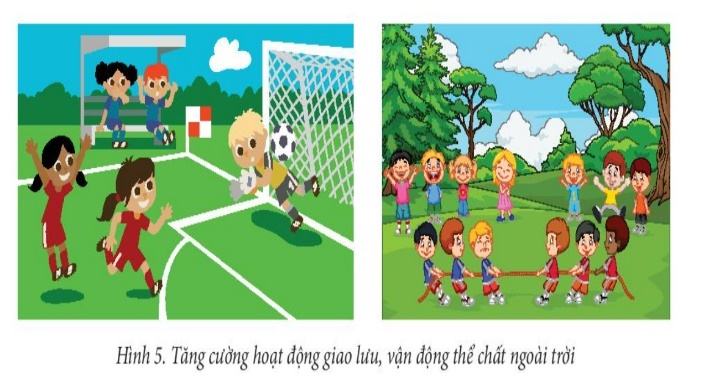 Hình 5. Tăng cường hoạt động giao lưu, vận động thể chất ngoài trời